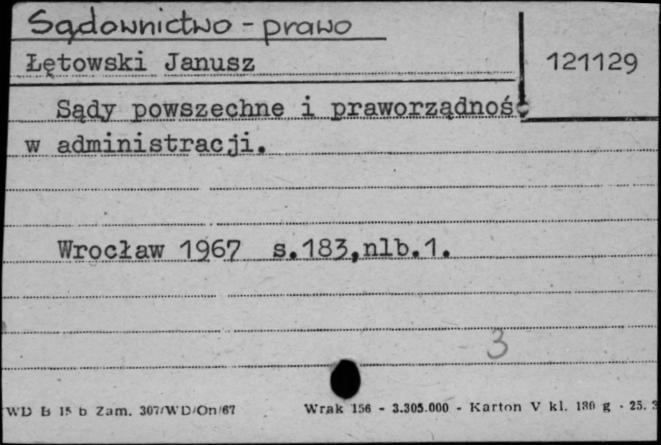 Sądownictwo - prawo
Łętowski Janusz
121129
Sądy powszechne i praworządność
w administracji.
Wrocław 1967 s.183,nlb.1.
3
WD B 15 b Zam. 307/WD/On/67 Wrak 156 - 3.305.000 - Karton V kl. 180 g - 25. 3